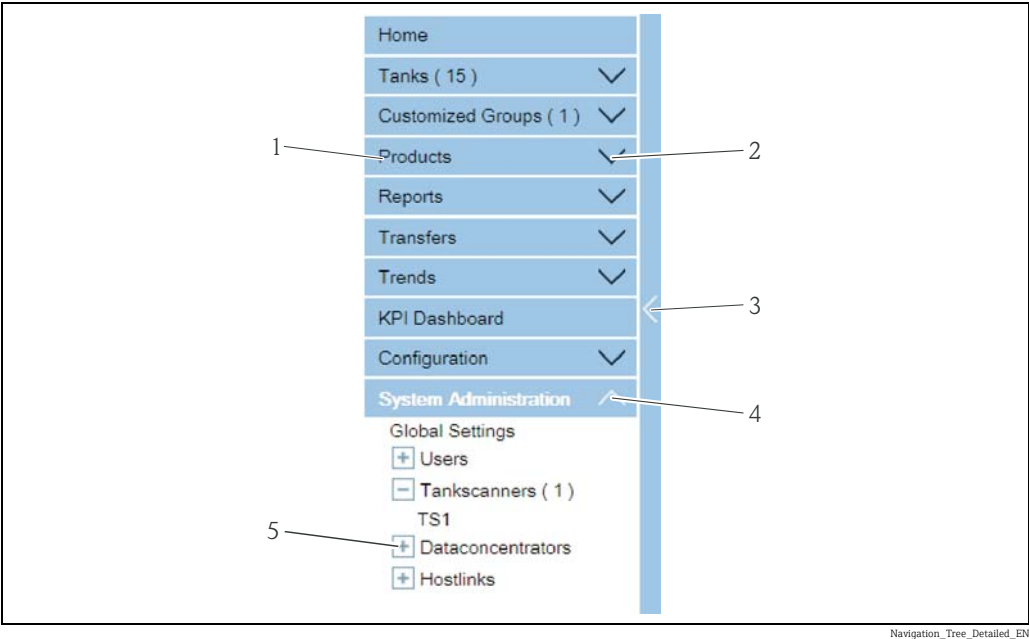 Home
Tanks ( 15 )
Customized Groups ( 1 )
1 Products 2
Reports
Transfers
Trends
3
KPI Dashboard
Configuration
System Administration 4
Global Settings
Users
Tankscanners ( 1 )
TS1
5 Dataconcentrators
Hostlinks
Navigation_Tree_Detailed_EN